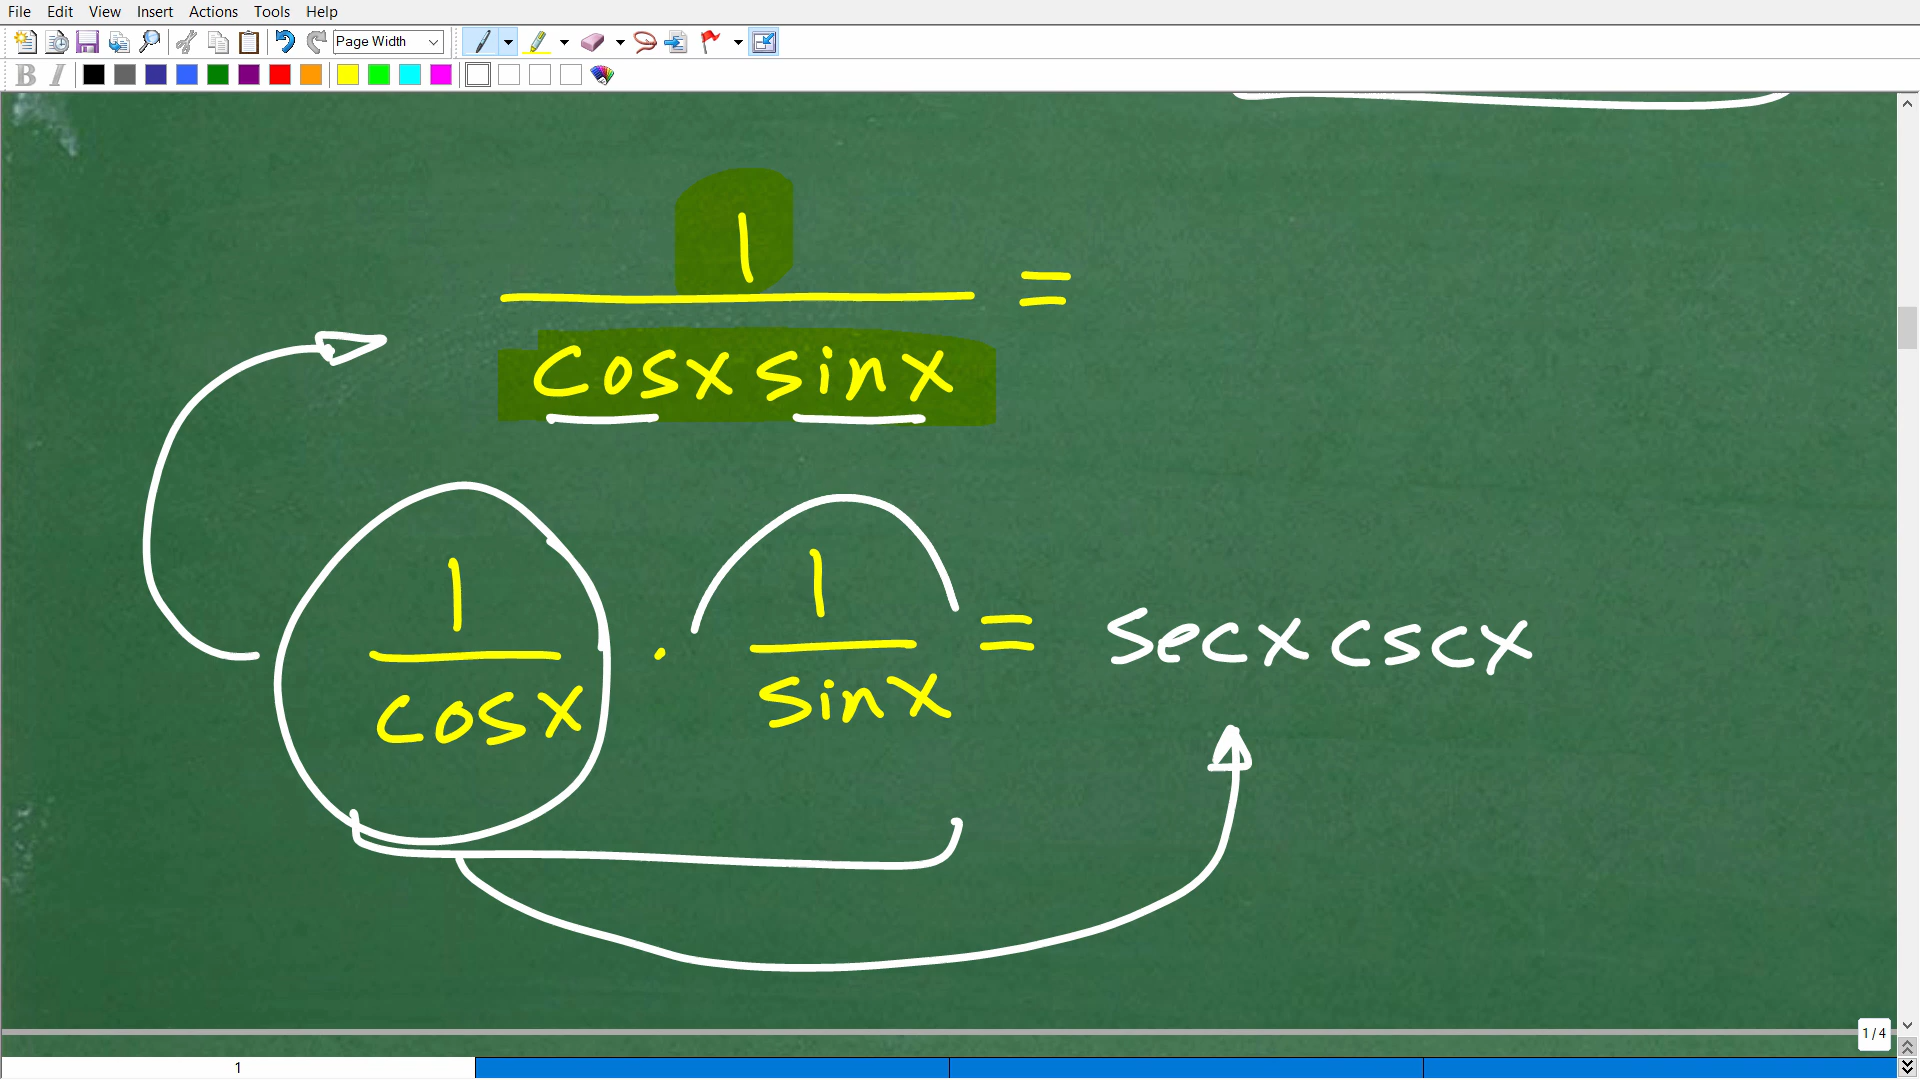 File Edit View Insert Actions Tools Help
Page Width
B I
1
=
cosx sinx
1 1
· = secx cscx
cosx sinx
1/4
1